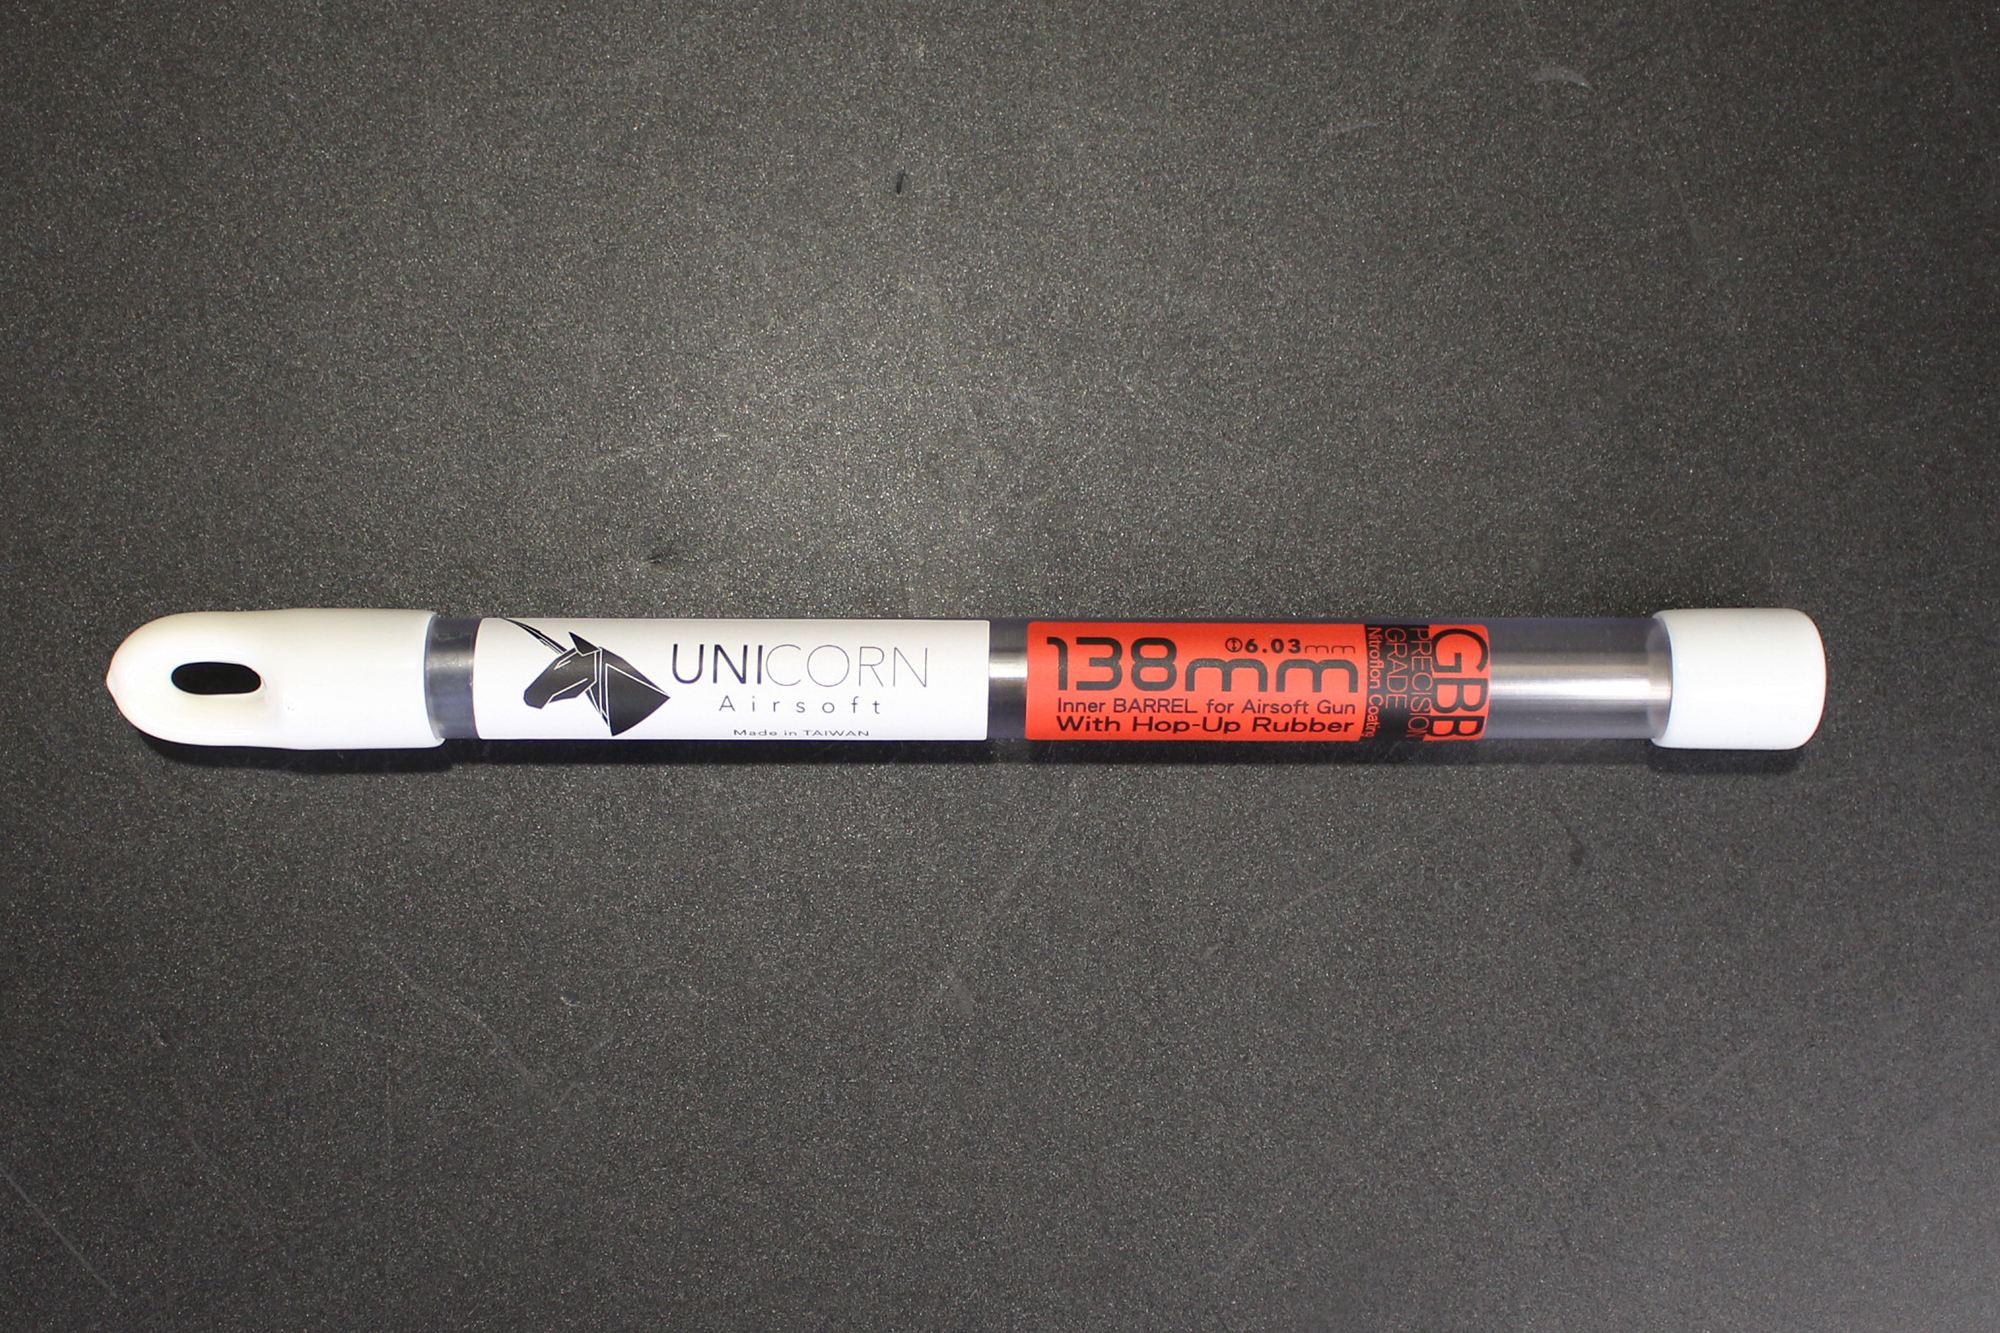 UNICORN
Airsoft
Made in TAIWAN
138mm
⌀6.03mm
Inner BARREL for Airsoft Gun
With Hop-Up Rubber
GBB
PRECISION
GRADE
Nitroflon Coating